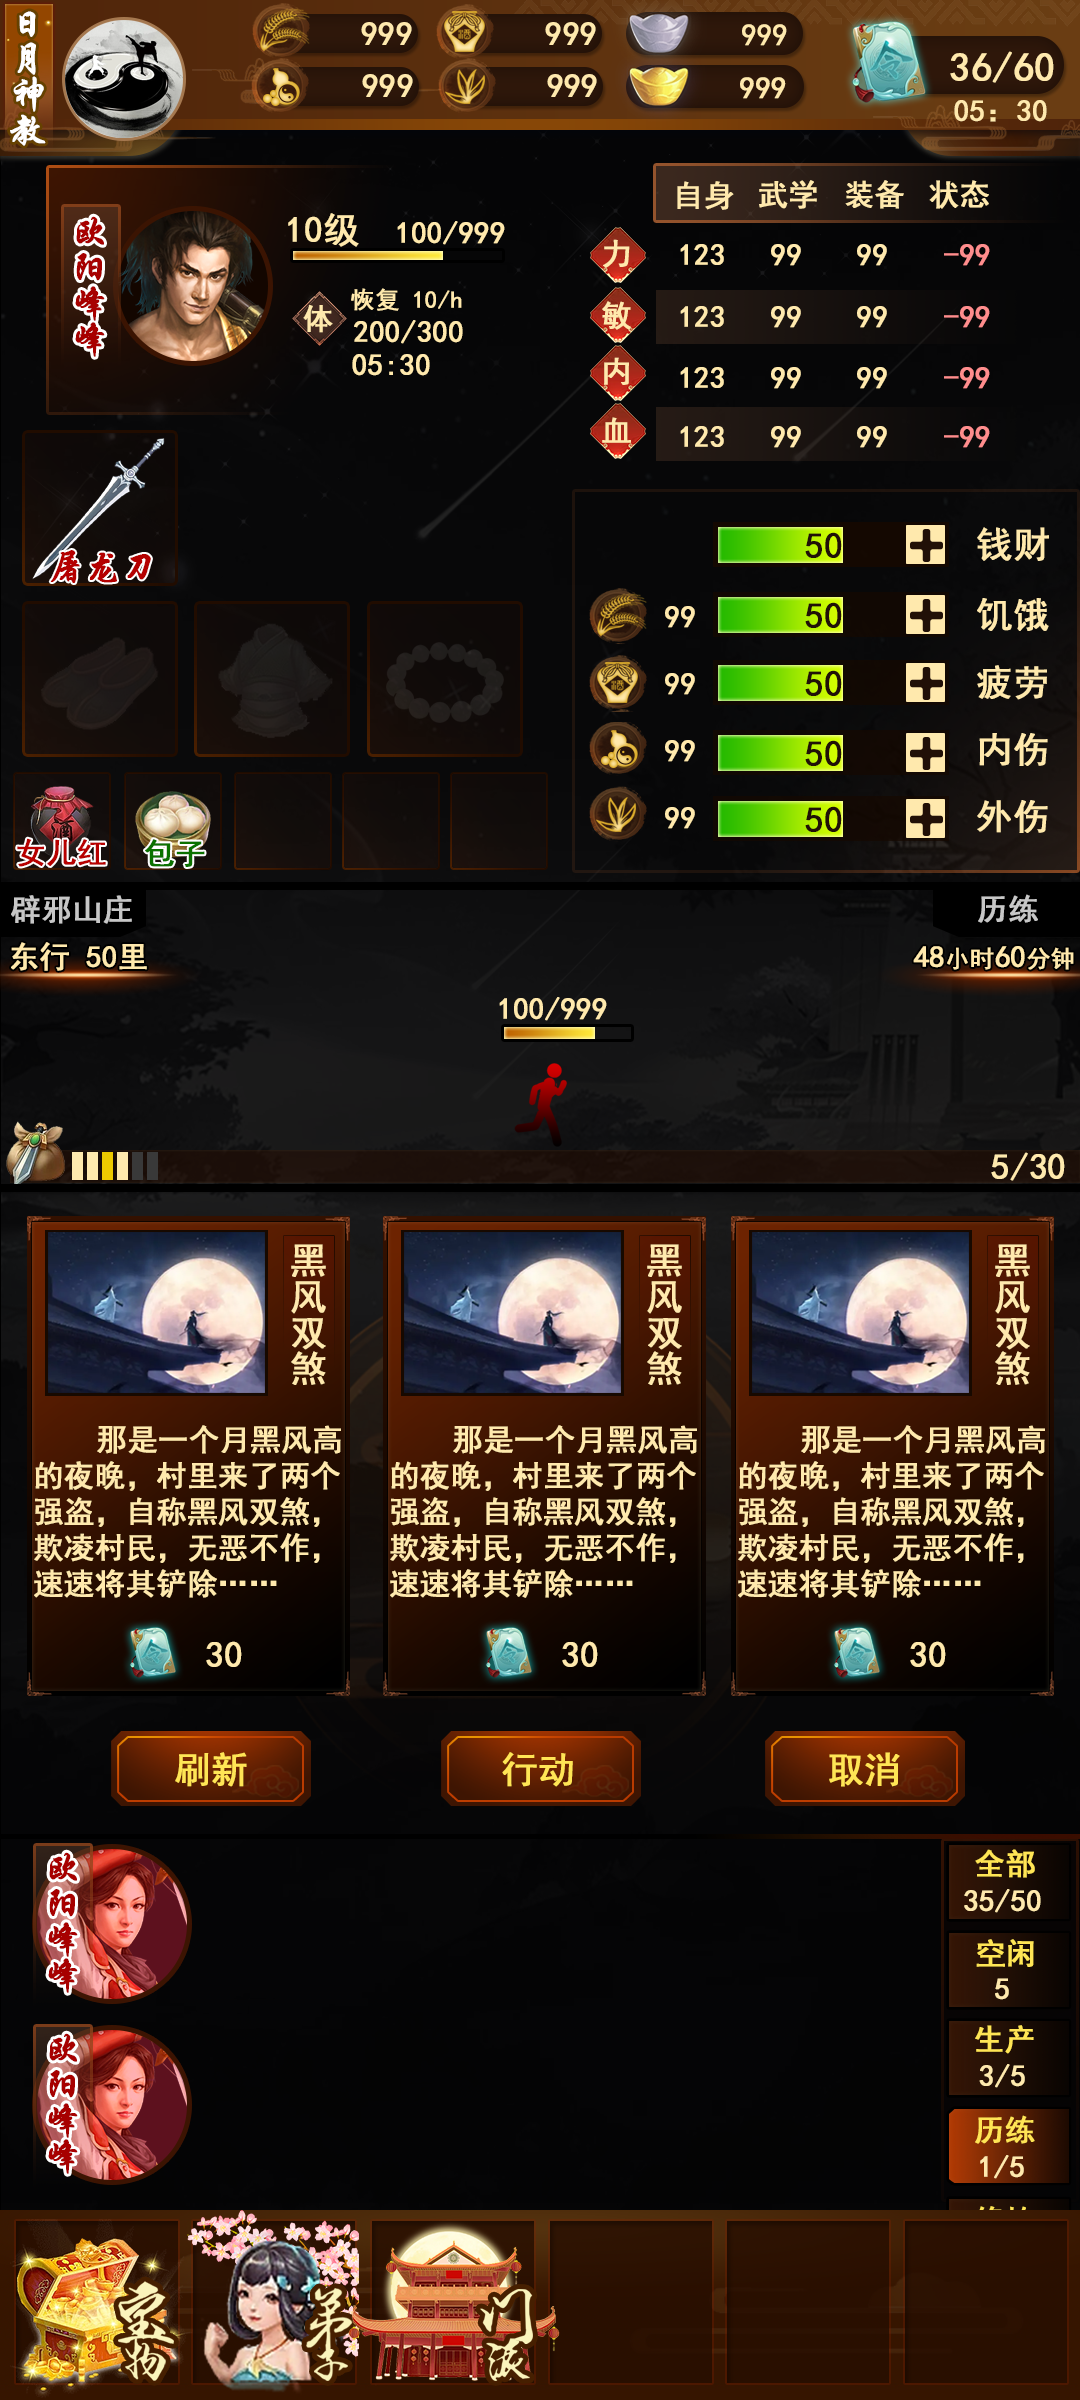 日月神教
999 999 999
999 999 999
36/60
05：30
欧阳峰峰
10级 100/999
体
恢复 10/h
200/300
05:30
自身 武学 装备 状态
力 123 99 99 -99
敏 123 99 99 -99
内 123 99 99 -99
血 123 99 99 -99
屠龙刀
50 钱财
99 50 饥饿
99 50 疲劳
99 50 内伤
99 50 外伤
酒
女儿红
包子
辟邪山庄
历练
东行 50里
48小时60分钟
100/999
5/30
黑风双煞
那是一个月黑风高
的夜晚，村里来了两个
强盗，自称黑风双煞，
欺凌村民，无恶不作，
速速将其铲除……
30
黑风双煞
那是一个月黑风高
的夜晚，村里来了两个
强盗，自称黑风双煞，
欺凌村民，无恶不作，
速速将其铲除……
30
黑风双煞
那是一个月黑风高
的夜晚，村里来了两个
强盗，自称黑风双煞，
欺凌村民，无恶不作，
速速将其铲除……
30
刷新
行动
取消
欧阳峰峰
欧阳峰峰
全部
35/50
空闲
5
生产
3/5
历练
1/5
宝物
弟子
门派